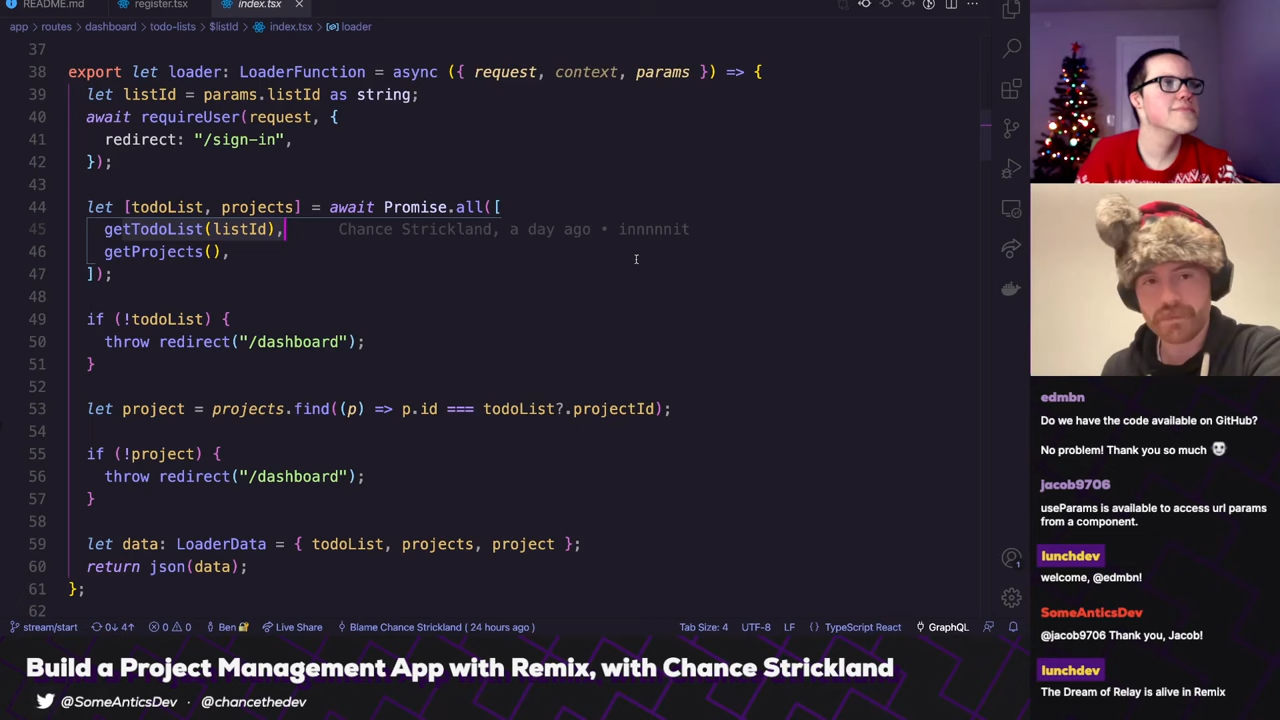 README.md register.tsx index.tsx
app › routes › dashboard › todo-lists › $listId › index.tsx › loader
37
38 export let loader: LoaderFunction = async ({ request, context, params }) => {
39 let listId = params.listId as string;
40 await requireUser(request, {
41 redirect: "/sign-in",
42 });
43
44 let [todoList, projects] = await Promise.all([
45 getTodoList(listId), Chance Strickland, a day ago • innnnnit
46 getProjects(),
47 ]);
48
49 if (!todoList) {
50 throw redirect("/dashboard");
51 }
52
53 let project = projects.find((p) => p.id === todoList?.projectId);
54
55 if (!project) {
56 throw redirect("/dashboard");
57 }
58
59 let data: LoaderData = { todoList, projects, project };
60 return json(data);
61 };
62
stream/start 0↓ 4↑ 0 0 Ben Live Share Blame Chance Strickland ( 24 hours ago ) Tab Size: 4 UTF-8 LF { } TypeScript React GraphQL
edmbn
Do we have the code available on GitHub?
No problem! Thank you so much
jacob9706
useParams is available to access url params
from a component.
lunchdev
welcome, @edmbn!
SomeAnticsDev
@jacob9706 Thank you, Jacob!
lunchdev
The Dream of Relay is alive in Remix
Build a Project Management App with Remix, with Chance Strickland
@SomeAnticsDev · @chancethedev